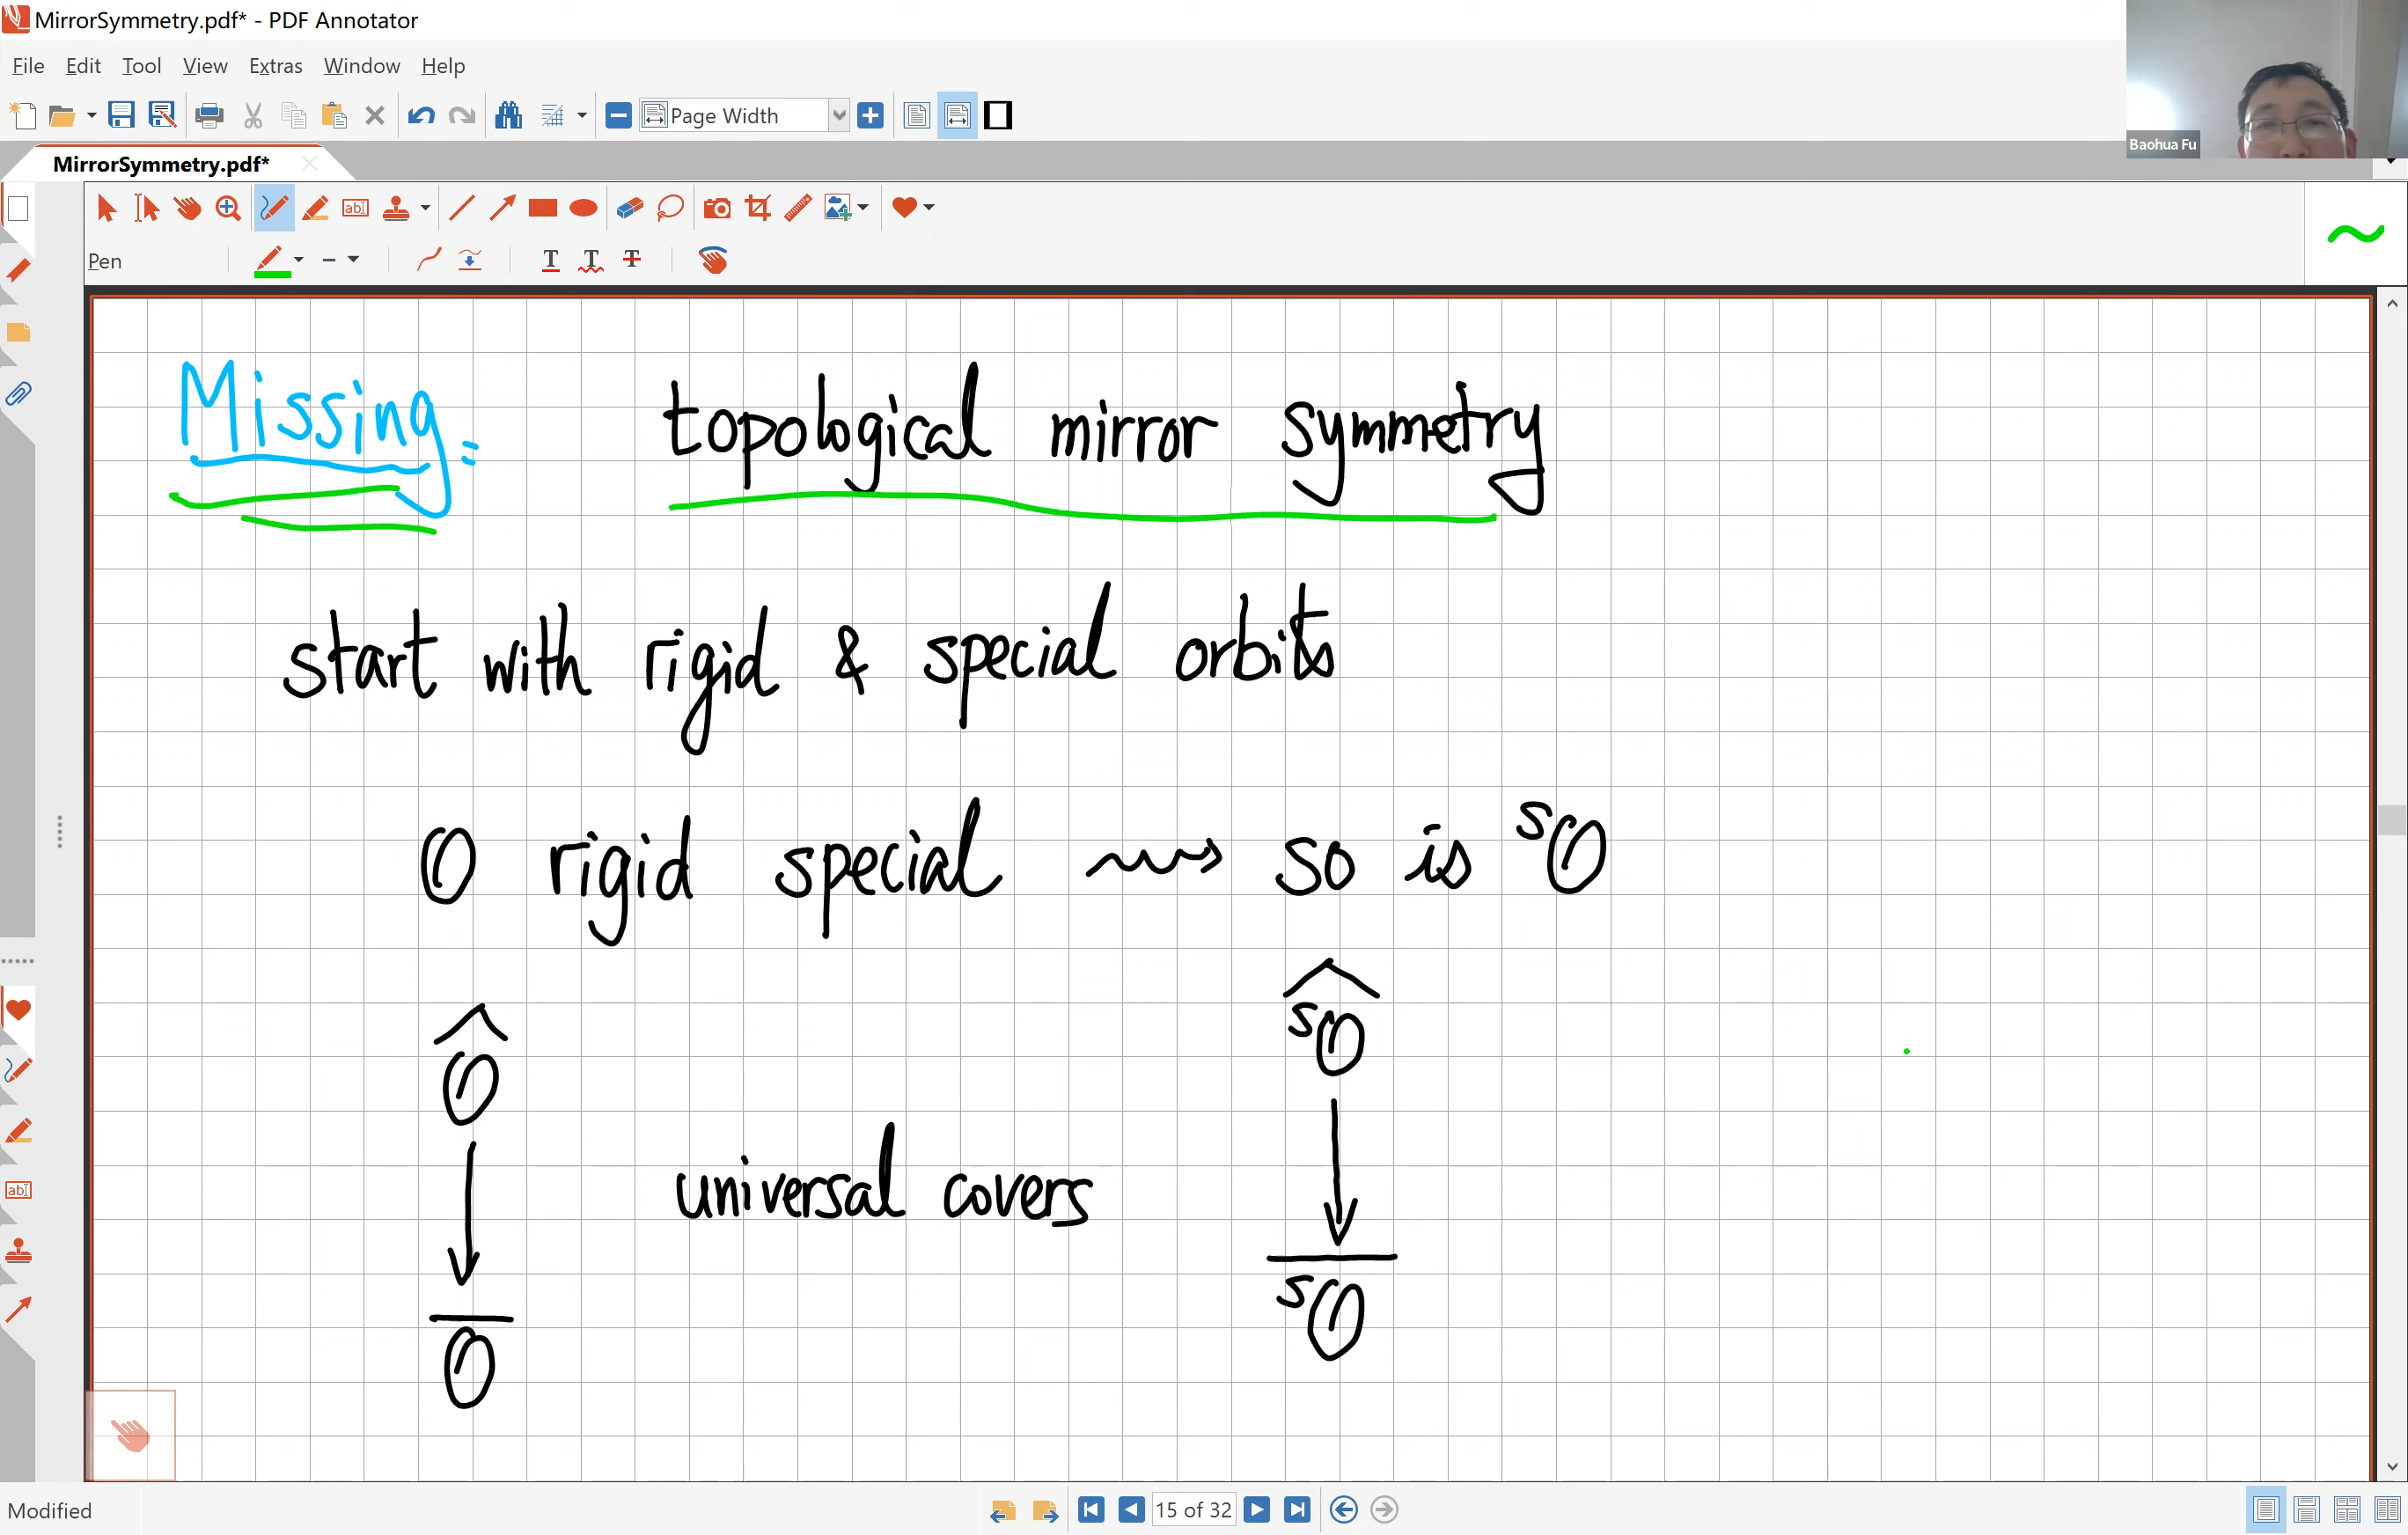 MirrorSymmetry.pdf* - PDF Annotator
File Edit Tool View Extras Window Help
Page Width
Baohua Fu
MirrorSymmetry.pdf*
Pen
Missing: topological mirror symmetry
start with rigid & special orbits
O rigid special ⇝ so is ˢO
Ô ˢÔ
universal covers
O̅ ˢO̅
Modified
15 of 32